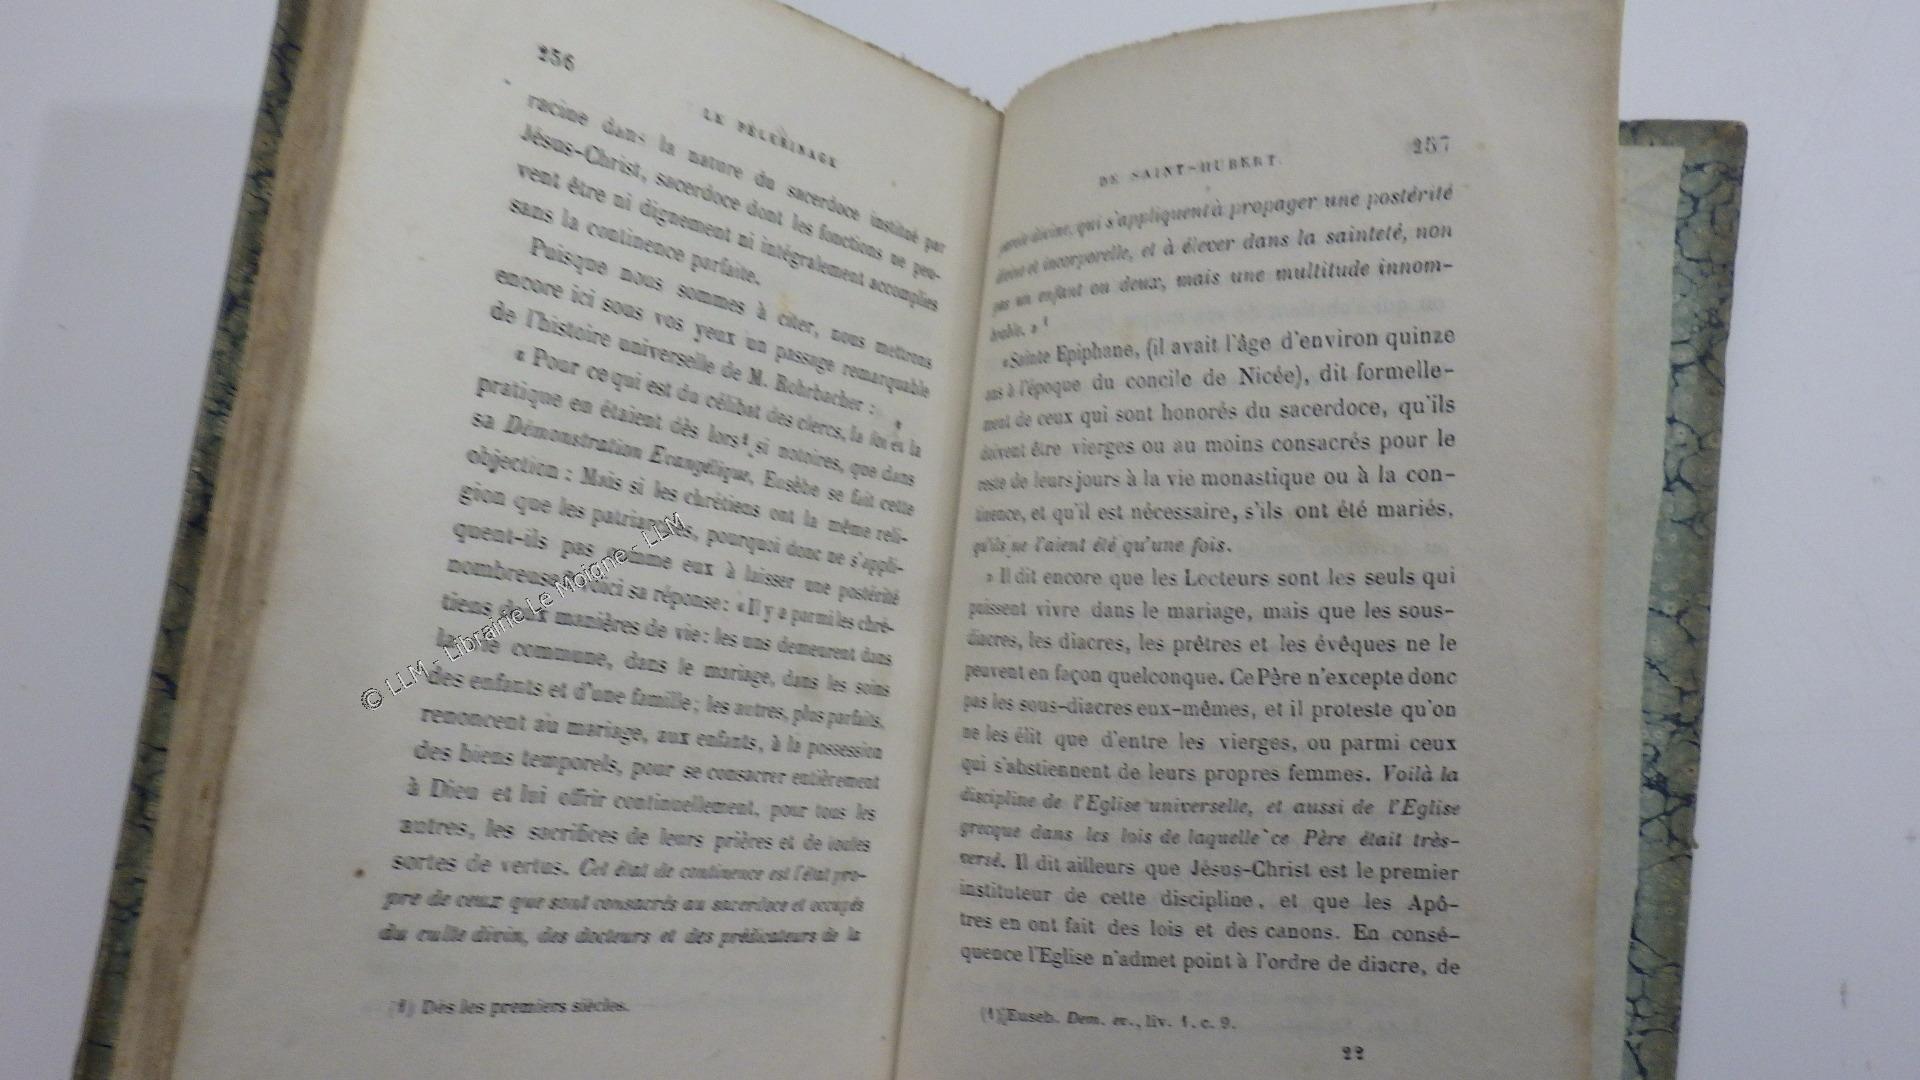 256
LE PÈLERINAGE
racine dans la nature du sacerdoce institué par
Jésus-Christ, sacerdoce dont les fonctions ne peu-
vent être ni dignement ni intégralement accomplies
sans la continence parfaite.
Puisque nous sommes à citer, nous mettrons
encore ici sous vos yeux un passage remarquable
de l'histoire universelle de M. Rohrbacher :
« Pour ce qui est du célibat des clercs, la foi et la
pratique en étaient dès lors¹ si notoires, que dans
sa Démonstration Evangélique, Eusèbe se fait cette
objection : Mais si les chrétiens ont la même reli-
gion que les patriarches, pourquoi donc ne s'appli-
quent-ils pas comme eux à laisser une postérité
nombreuse? Voici sa réponse : « Il y a parmi les chré-
tiens deux manières de vie : les uns demeurent dans
la vie commune, dans le mariage, dans les soins
des enfants et d'une famille ; les autres, plus parfaits,
renoncent au mariage, aux enfants, à la possession
des biens temporels, pour se consacrer entièrement
à Dieu et lui offrir continuellement, pour tous les
autres, les sacrifices de leurs prières et de toutes
sortes de vertus. Cet état de continence est l'état pro-
pre de ceux que sont consacrés au sacerdoce et occupés
du culte divin, des docteurs et des prédicateurs de la
(1) Dès les premiers siècles.
© LLM - Librairie Le Moigne - LLM
DE SAINT-HUBERT.
257
parole divine, qui s'appliquent à propager une postérité
divine et incorporelle, et à élever dans la sainteté, non
pas un enfant ou deux, mais une multitude innom-
brable. » ¹
«Sainte Epiphane, (il avait l'âge d'environ quinze
ans à l'époque du concile de Nicée), dit formelle-
ment de ceux qui sont honorés du sacerdoce, qu'ils
doivent être vierges ou au moins consacrés pour le
reste de leurs jours à la vie monastique ou à la con-
tinence, et qu'il est nécessaire, s'ils ont été mariés,
qu'ils ne l'aient été qu'une fois.
» Il dit encore que les Lecteurs sont les seuls qui
puissent vivre dans le mariage, mais que les sous-
diacres, les diacres, les prêtres et les évêques ne le
peuvent en façon quelconque. Ce Père n'excepte donc
pas les sous-diacres eux-mêmes, et il proteste qu'on
ne les élit que d'entre les vierges, ou parmi ceux
qui s'abstiennent de leurs propres femmes. Voilà la
discipline de l'Eglise universelle, et aussi de l'Eglise
grecque dans les lois de laquelle ce Père était très-
versé. Il dit ailleurs que Jésus-Christ est le premier
instituteur de cette discipline, et que les Apô-
tres en ont fait des lois et des canons. En consé-
quence l'Eglise n'admet point à l'ordre de diacre, de
(1) Euseb. Dem. ev., liv. 1. c. 9.
22